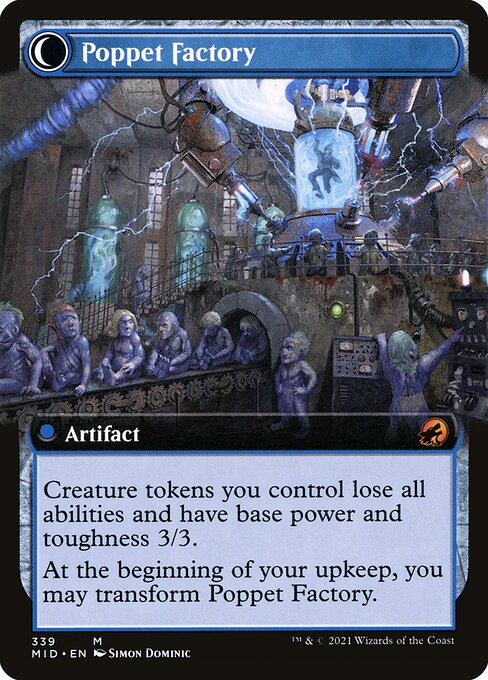 Poppet Factory
Artifact
Creature tokens you control lose all
abilities and have base power and
toughness 3/3.
At the beginning of your upkeep, you
may transform Poppet Factory.
339 M
MID • EN Simon Dominic
™ & © 2021 Wizards of the Coast